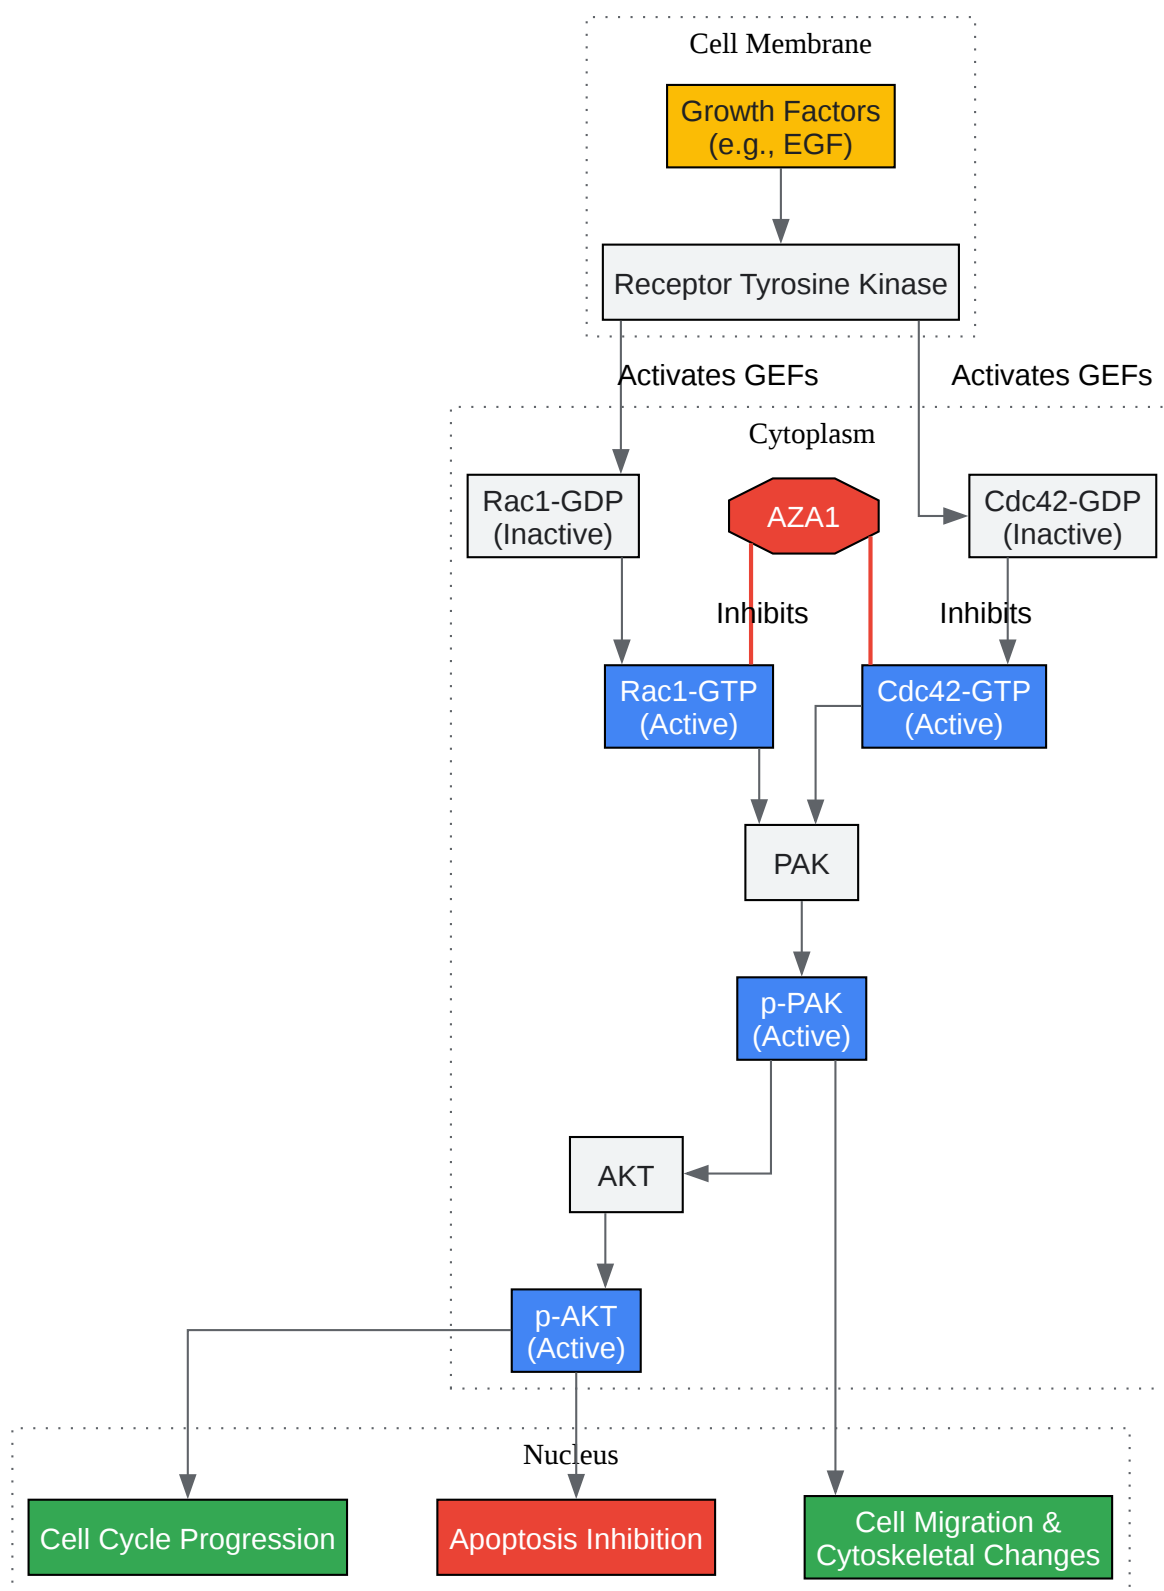 Cell Membrane
Growth Factors
(e.g., EGF)
Receptor Tyrosine Kinase
Activates GEFs
Activates GEFs
Cytoplasm
Rac1-GDP
(Inactive)
AZA1
Cdc42-GDP
(Inactive)
Inhibits
Inhibits
Rac1-GTP
(Active)
Cdc42-GTP
(Active)
PAK
p-PAK
(Active)
AKT
p-AKT
(Active)
Nucleus
Cell Cycle Progression
Apoptosis Inhibition
Cell Migration &
Cytoskeletal Changes